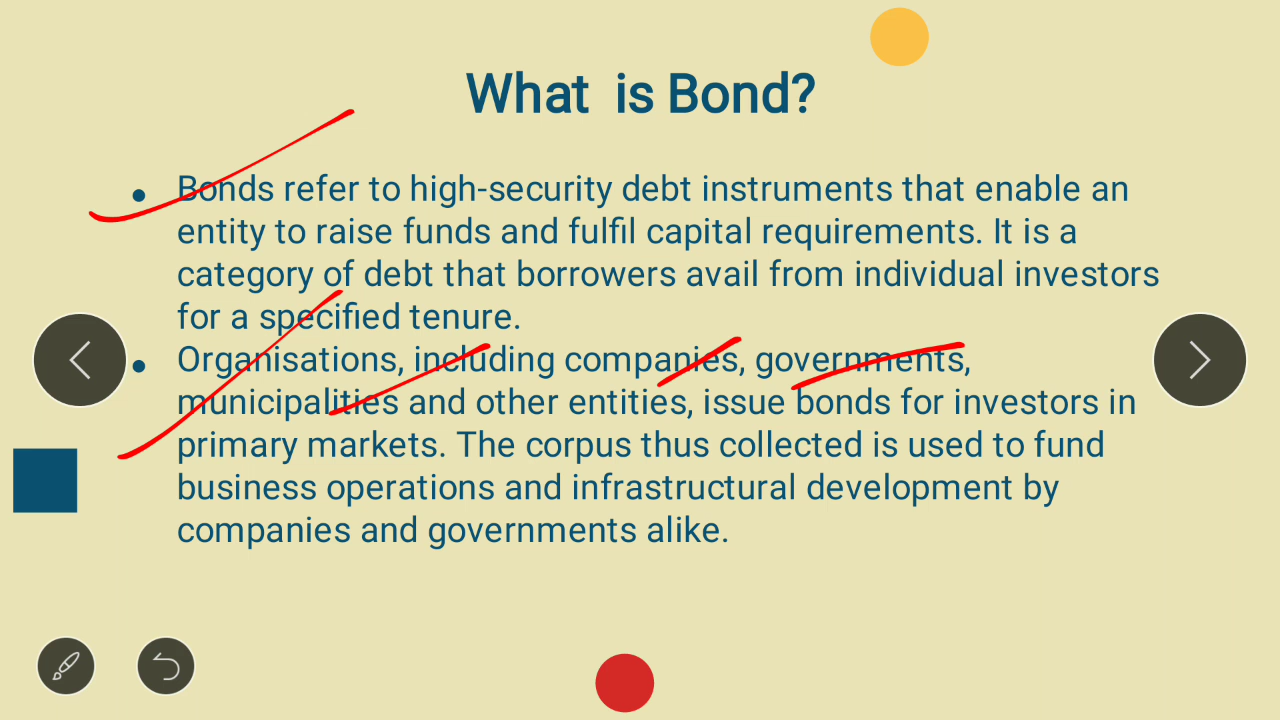 What is Bond?
• Bonds refer to high-security debt instruments that enable an
entity to raise funds and fulfil capital requirements. It is a
category of debt that borrowers avail from individual investors
for a specified tenure.
• Organisations, including companies, governments,
municipalities and other entities, issue bonds for investors in
primary markets. The corpus thus collected is used to fund
business operations and infrastructural development by
companies and governments alike.